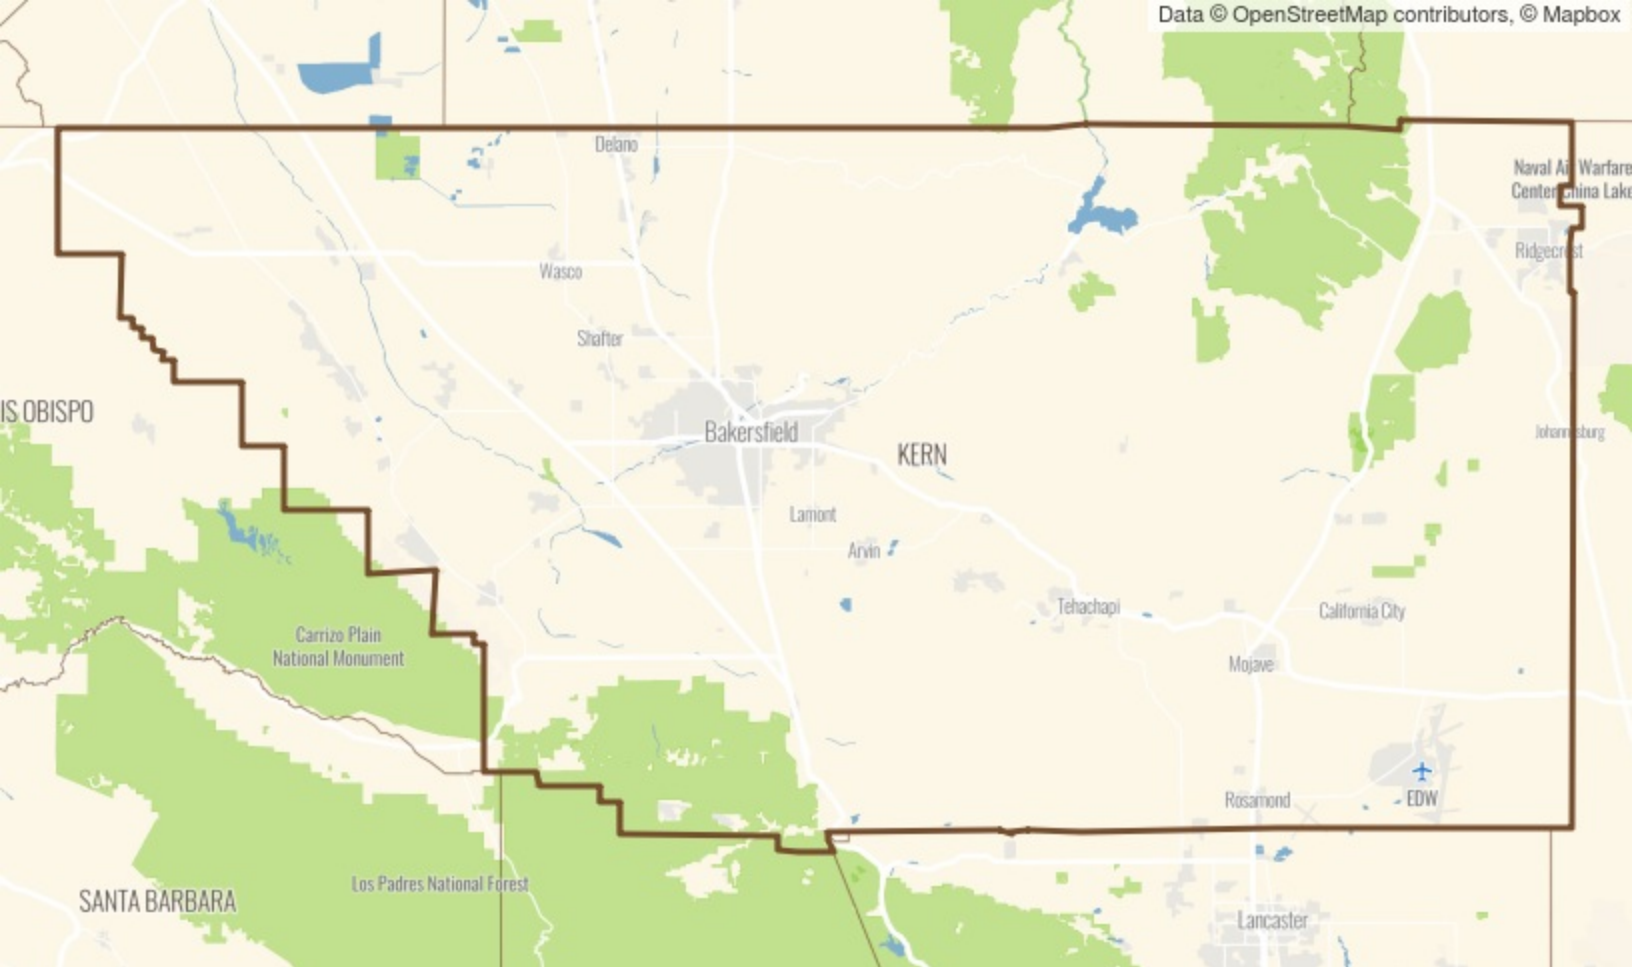 Data © OpenStreetMap contributors, © Mapbox
Delano
Naval Air Warfare
Center China Lake
Ridgecrest
Wasco
Shafter
IS OBISPO
Bakersfield
KERN
Johannesburg
Lamont
Arvin
Tehachapi
California City
Carrizo Plain
National Monument
Mojave
Rosamond
EDW
Los Padres National Forest
SANTA BARBARA
Lancaster